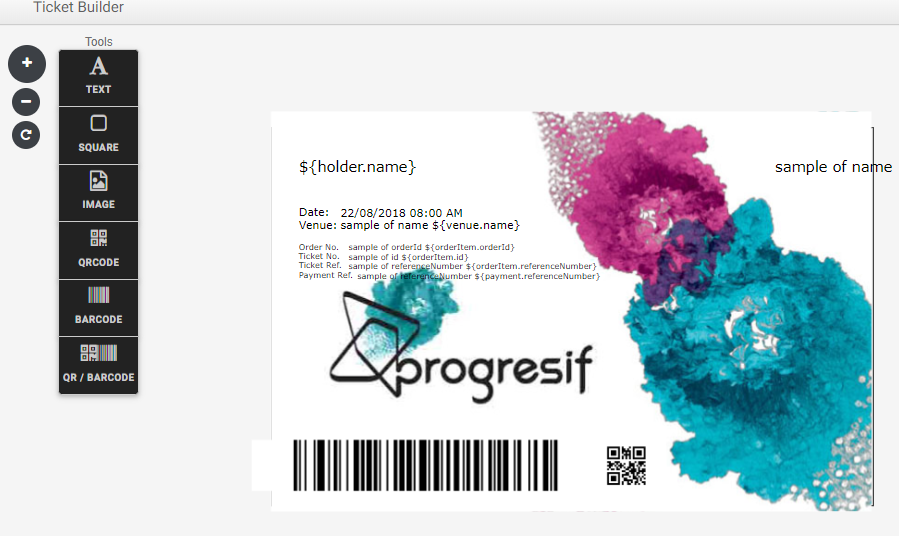 Ticket Builder
Tools
A
TEXT
SQUARE
IMAGE
QRCODE
BARCODE
QR / BARCODE
${holder.name}
sample of name
Date: 22/08/2018 08:00 AM
Venue: sample of name ${venue.name}
Order No. sample of orderId ${orderItem.orderId}
Ticket No. sample of id ${orderItem.id}
Ticket Ref. sample of referenceNumber ${orderItem.referenceNumber}
Payment Ref. sample of referenceNumber ${payment.referenceNumber}
progresif